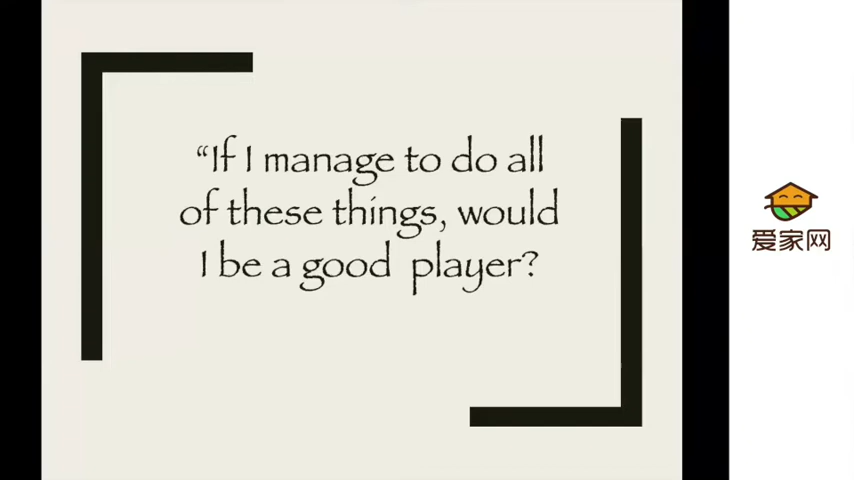 “If I manage to do all
of these things, would
I be a good player?
爱家网